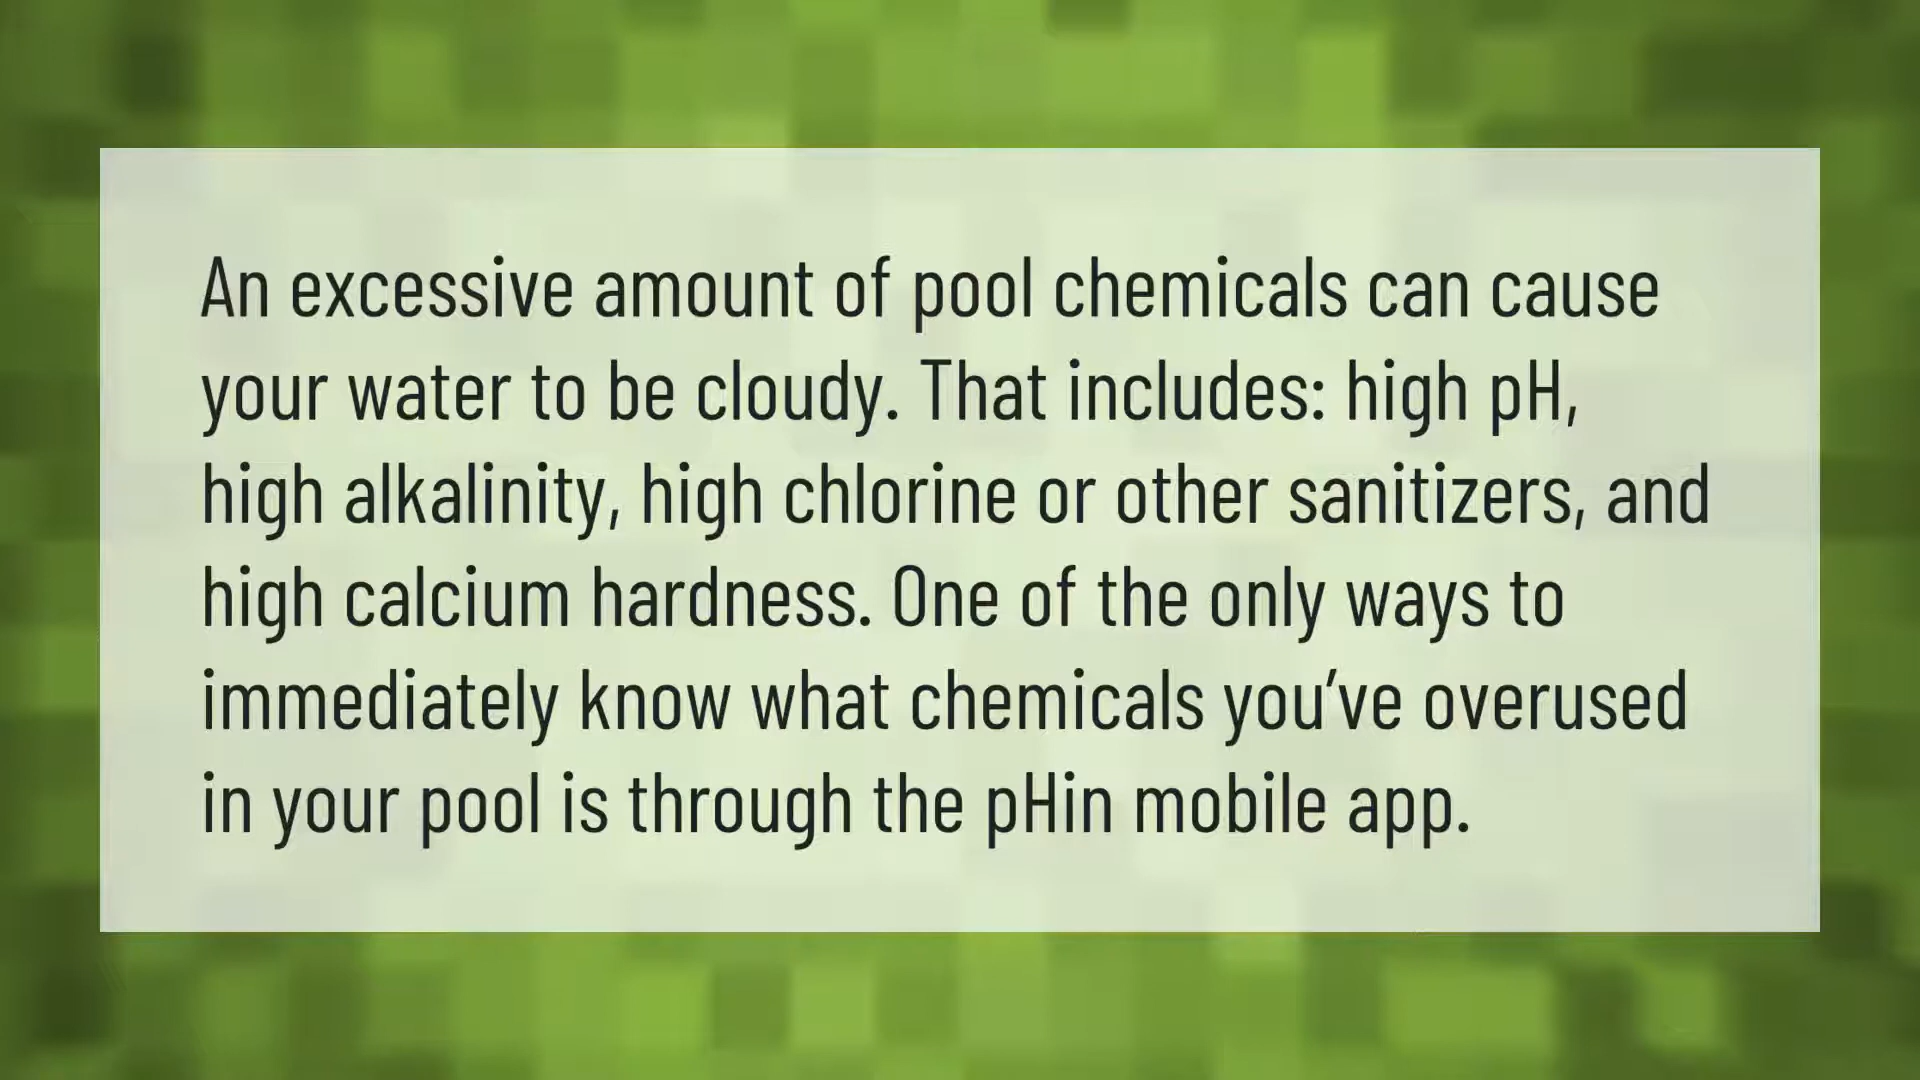 An excessive amount of pool chemicals can cause
your water to be cloudy. That includes: high pH,
high alkalinity, high chlorine or other sanitizers, and
high calcium hardness. One of the only ways to
immediately know what chemicals you’ve overused
in your pool is through the pHin mobile app.